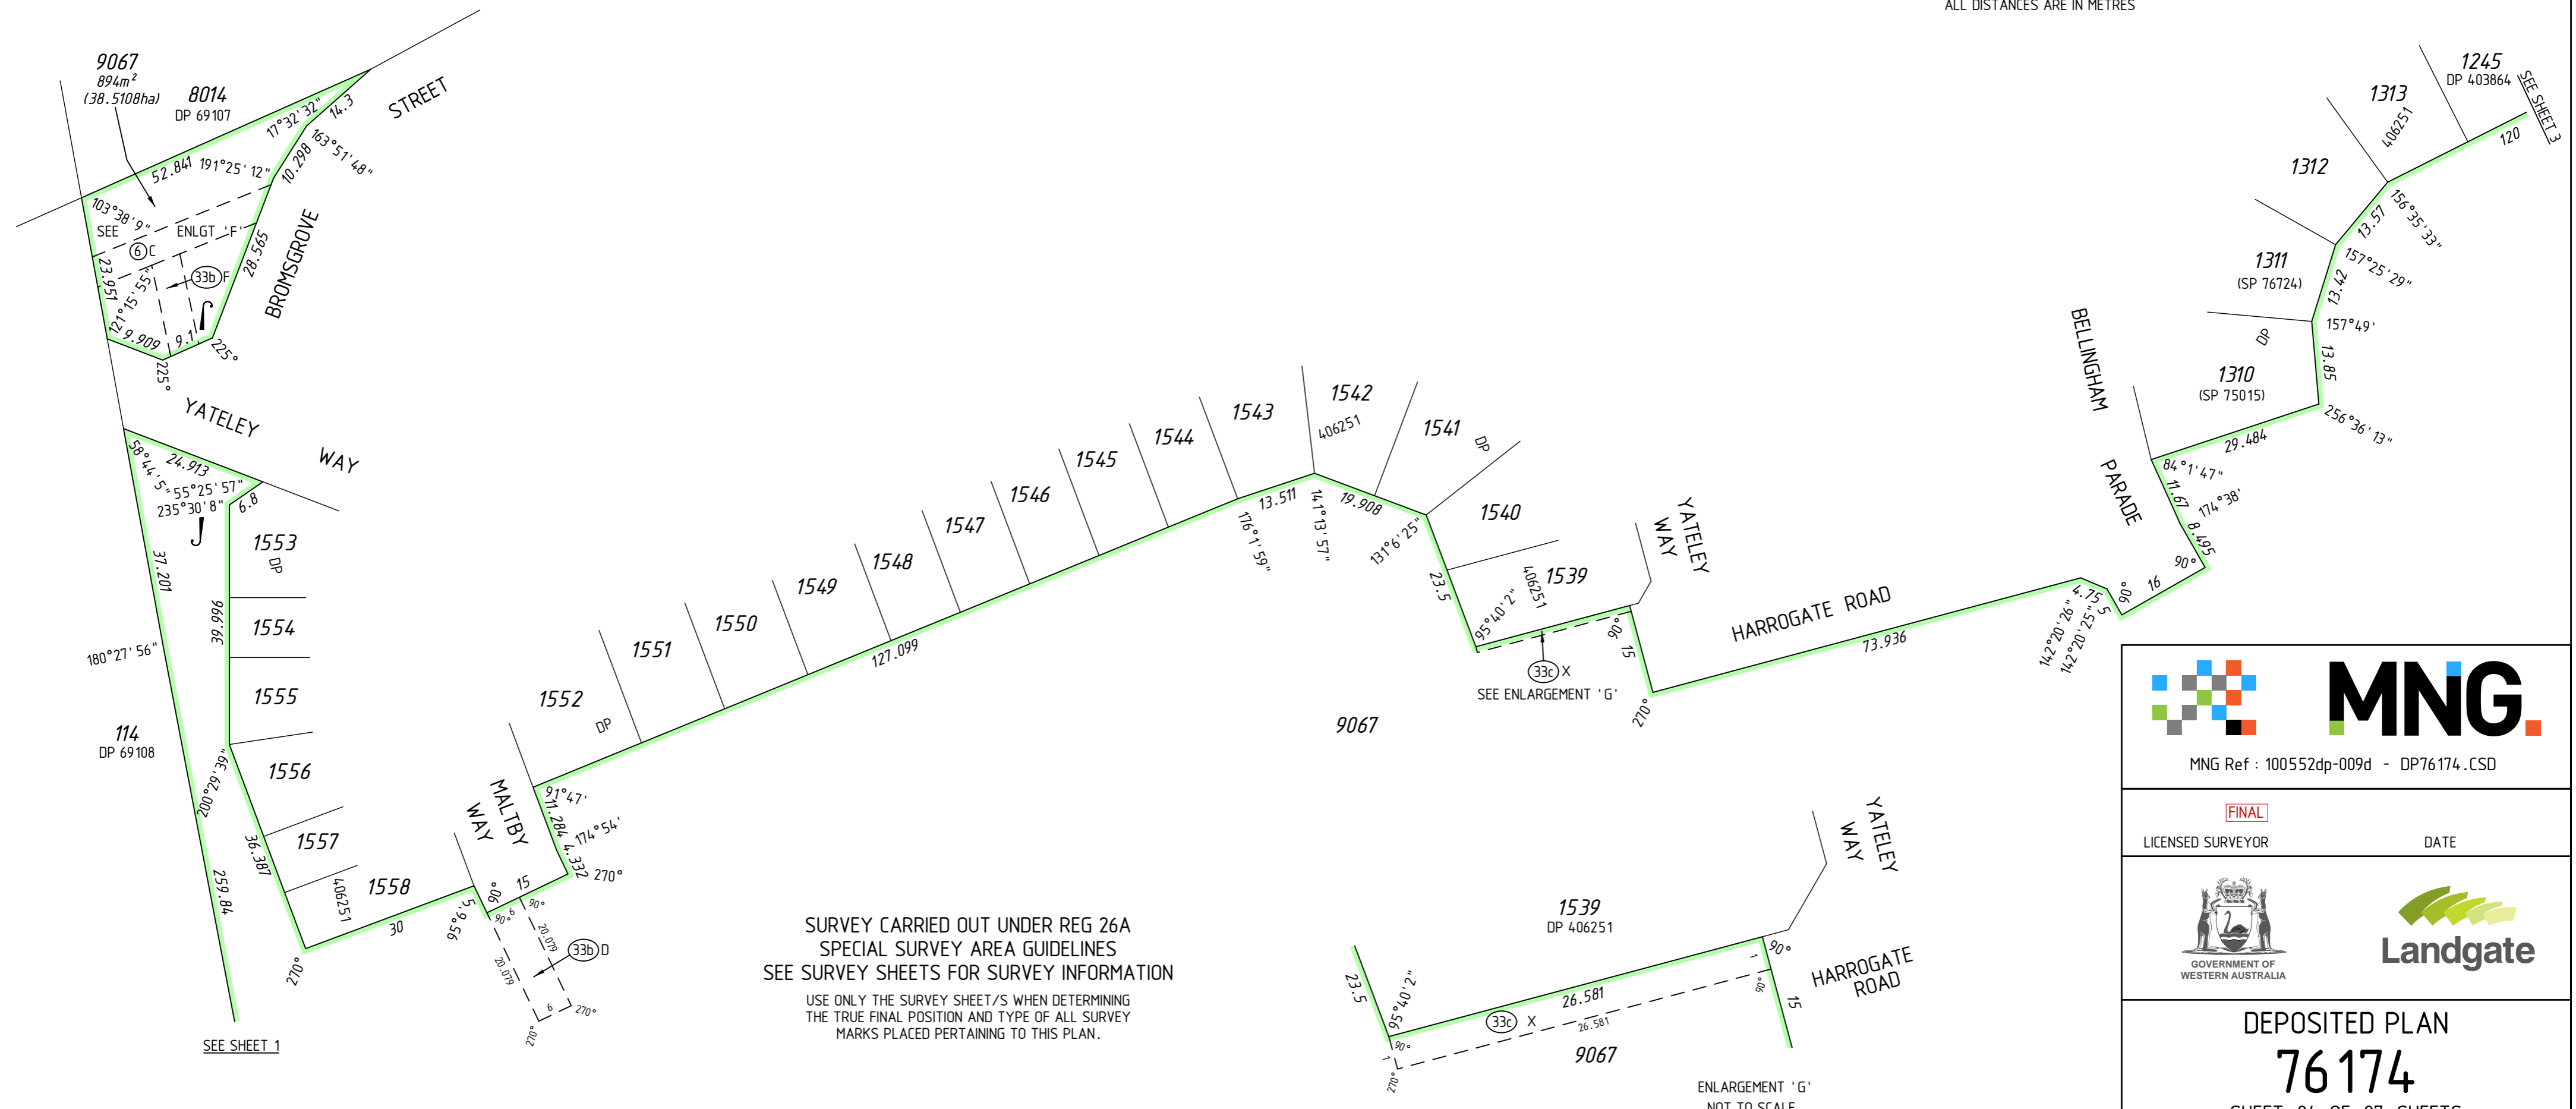 ALL DISTANCES ARE IN METRES
9067
894m²
(38.5108ha)
8014
DP 69107
STREET
17°32'32"
14.3
163°51'48"
10.298
52.841
191°25'12"
103°38'9"
SEE ENLGT 'F'
6 C
33b F
23.951
121°15'55"
9.909
9.1
225°
225°
28.565
BROMSGROVE
YATELEY
WAY
58°44'5"
24.913
55°25'57"
235°30'8"
6.8
37.201
180°27'56"
114
DP 69108
1553
DP
1554
39.996
1555
1556
200°29'39"
36.387
1557
406251
1558
259.84
270°
30
95°6'5"
SEE SHEET 1
MALTBY
WAY
90°
15
91°47'
11.284
174°54'
4.332
270°
90°
6
90°
20.079
20.079
33b D
6
270°
270°
1552
DP
1551
1550
1549
1548
1547
1546
1545
1544
1543
1542
406251
1541
DP
1540
1539
406251
127.099
13.511
176°1'59"
141°13'57"
19.908
131°6'25"
23.5
95°40'2"
90°
15
33c X
SEE ENLARGEMENT 'G'
9067
270°
YATELEY
WAY
HARROGATE ROAD
73.936
142°20'26"
4.75
142°20'25"
5
90°
16
90°
8.495
174°38'
11.67
84°1'47"
BELLINGHAM
PARADE
29.484
256°36'13"
1310
(SP 75015)
13.85
DP
157°49'
1311
(SP 76724)
13.42
157°25'29"
1312
13.57
156°35'33"
1313
406251
1245
DP 403864
120
SEE SHEET 3
SURVEY CARRIED OUT UNDER REG 26A
SPECIAL SURVEY AREA GUIDELINES
SEE SURVEY SHEETS FOR SURVEY INFORMATION
USE ONLY THE SURVEY SHEET/S WHEN DETERMINING
THE TRUE FINAL POSITION AND TYPE OF ALL SURVEY
MARKS PLACED PERTAINING TO THIS PLAN.
YATELEY
WAY
1539
DP 406251
HARROGATE
ROAD
23.5
95°40'2"
26.581
90°
1
90°
15
33c X
26.581
90°
1
270°
9067
ENLARGEMENT 'G'
NOT TO SCALE
MNG.
MNG Ref : 100552dp-009d - DP76174.CSD
FINAL
LICENSED SURVEYOR
DATE
GOVERNMENT OF
WESTERN AUSTRALIA
Landgate
DEPOSITED PLAN
76174